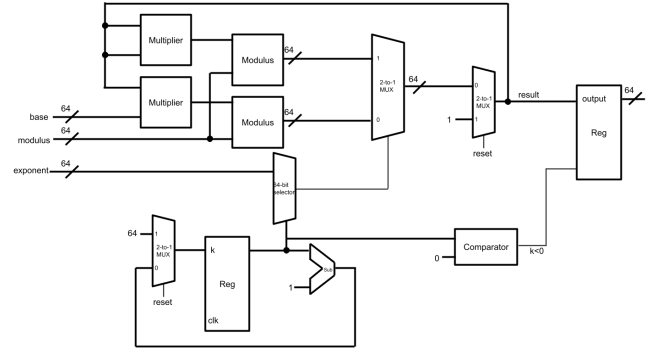 Multiplier
64
Modulus
64
64
1
2-to-1
MUX
0
0
2-to-1
MUX
1
reset
result
output
Reg
64
Multiplier
base
64
Modulus
64
modulus
64
exponent
64
64-bit
selector
64
1
2-to-1
MUX
0
reset
k
Reg
clk
Sub
1
Comparator
0
k<0